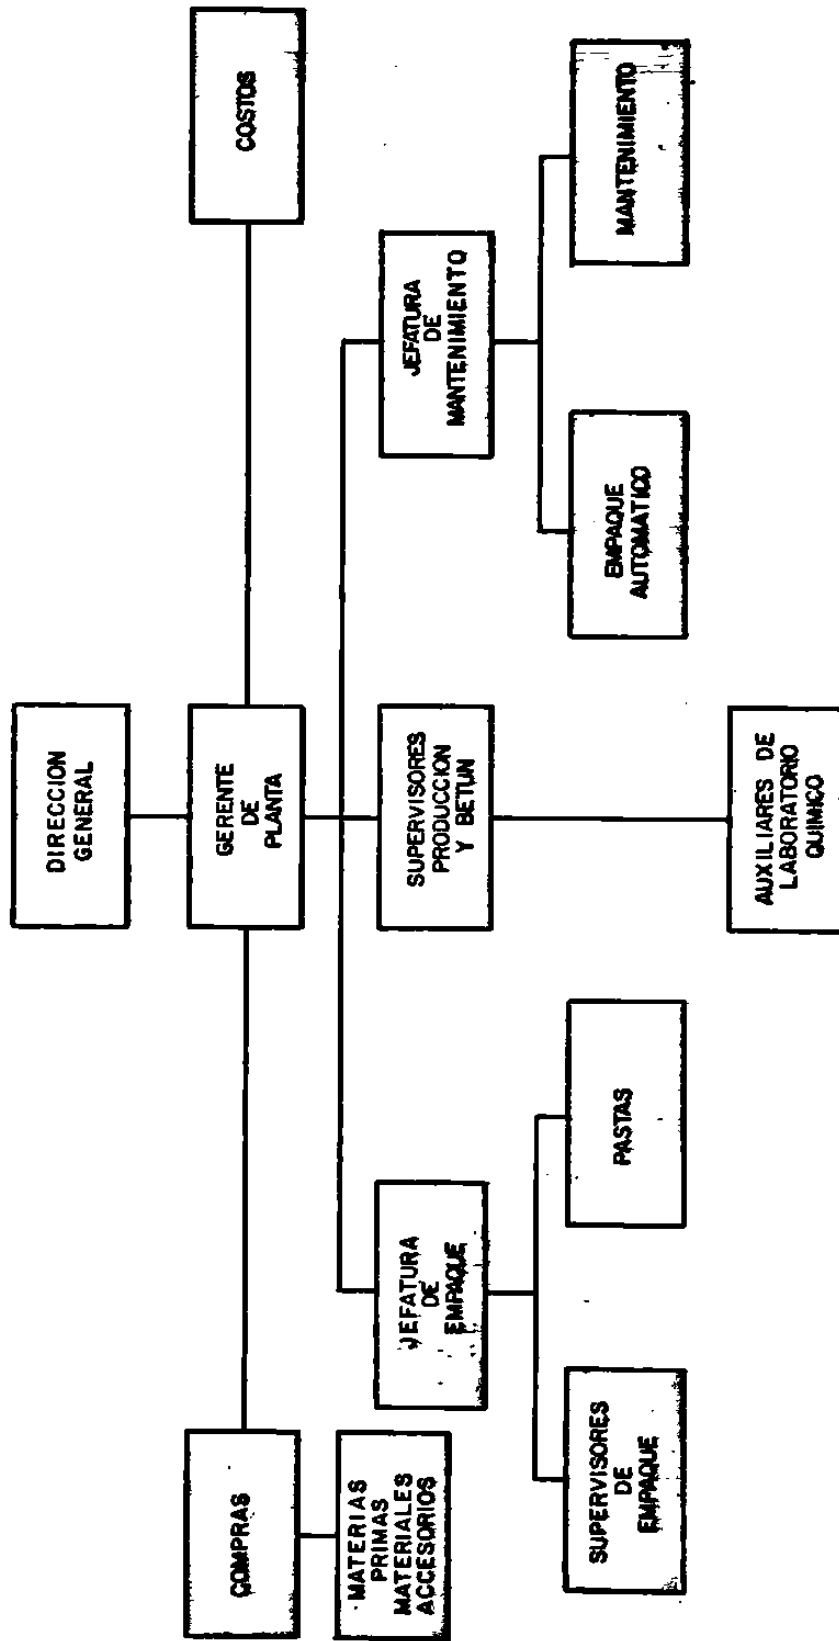 DIRECCION
GENERAL
COMPRAS
GERENTE
DE
PLANTA
COSTOS
MATERIAS
PRIMAS
MATERIALES
ACCESORIOS
JEFATURA
DE
EMPAQUE
SUPERVISORES
PRODUCCION
Y BETUN
JEFATURA
DE
MANTENIMIENTO
SUPERVISORES
DE
EMPAQUE
PASTAS
EMPAQUE
AUTOMATICO
MANTENIMIENTO
AUXILIARES DE
LABORATORIO
QUIMICO